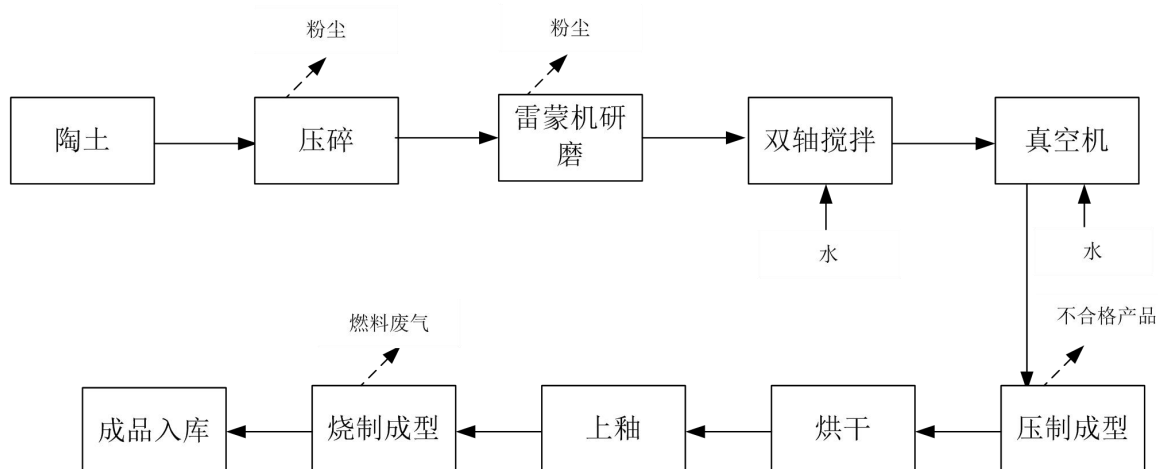 粉尘
粉尘
陶土
压碎
雷蒙机研
磨
双轴搅拌
真空机
水
水
燃料废气
不合格产品
成品入库
烧制成型
上釉
烘干
压制成型